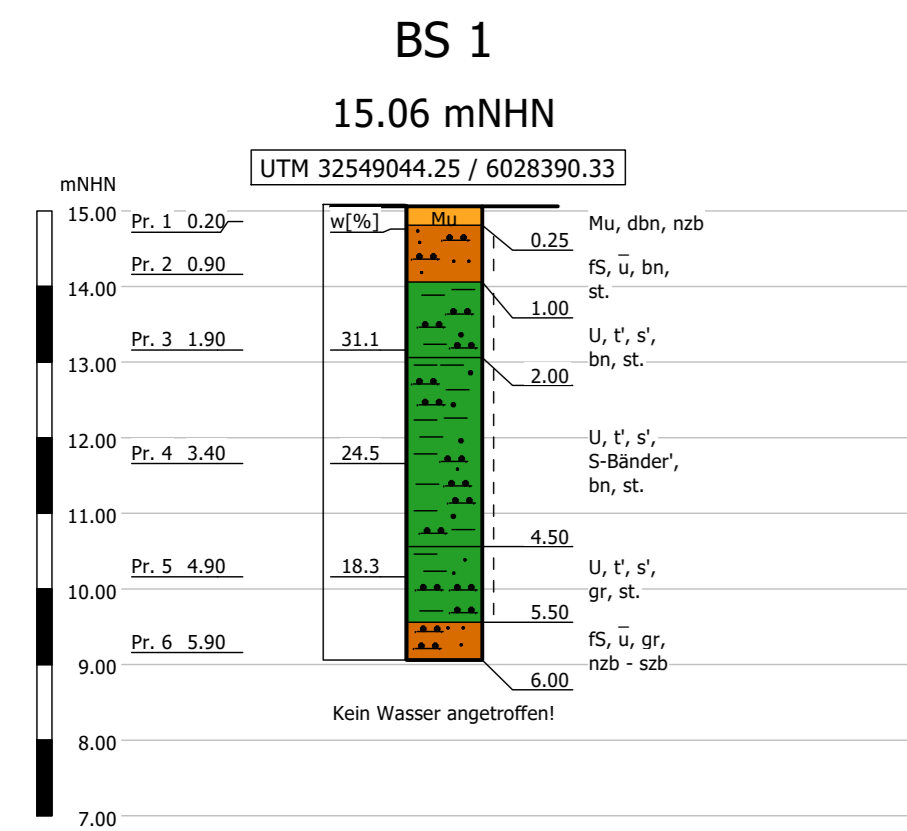 BS 1
15.06 mNHN
UTM 32549044.25 / 6028390.33
mNHN
15.00
Pr. 1 0.20
w[%]
Mu
0.25
Mu, dbn, nzb
Pr. 2 0.90
fS, u̅, bn,
st.
14.00
1.00
Pr. 3 1.90
31.1
U, t', s',
bn, st.
13.00
2.00
12.00
Pr. 4 3.40
24.5
U, t', s',
S-Bänder',
bn, st.
11.00
4.50
Pr. 5 4.90
18.3
U, t', s',
gr, st.
10.00
5.50
Pr. 6 5.90
fS, u̅, gr,
nzb - szb
9.00
6.00
Kein Wasser angetroffen!
8.00
7.00